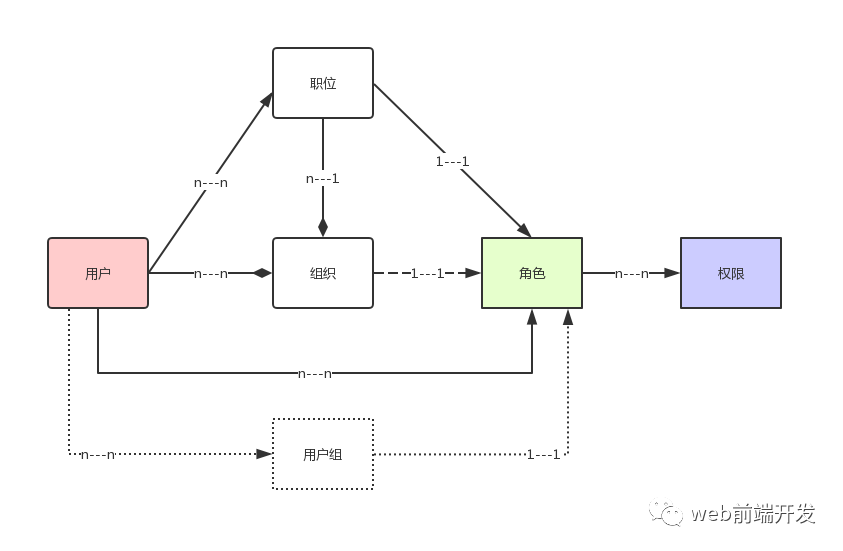 职位
n---n
n---1
1---1
用户
n---n
组织
1---1
角色
n---n
权限
n---n
n---n
用户组
1---1
web前端开发